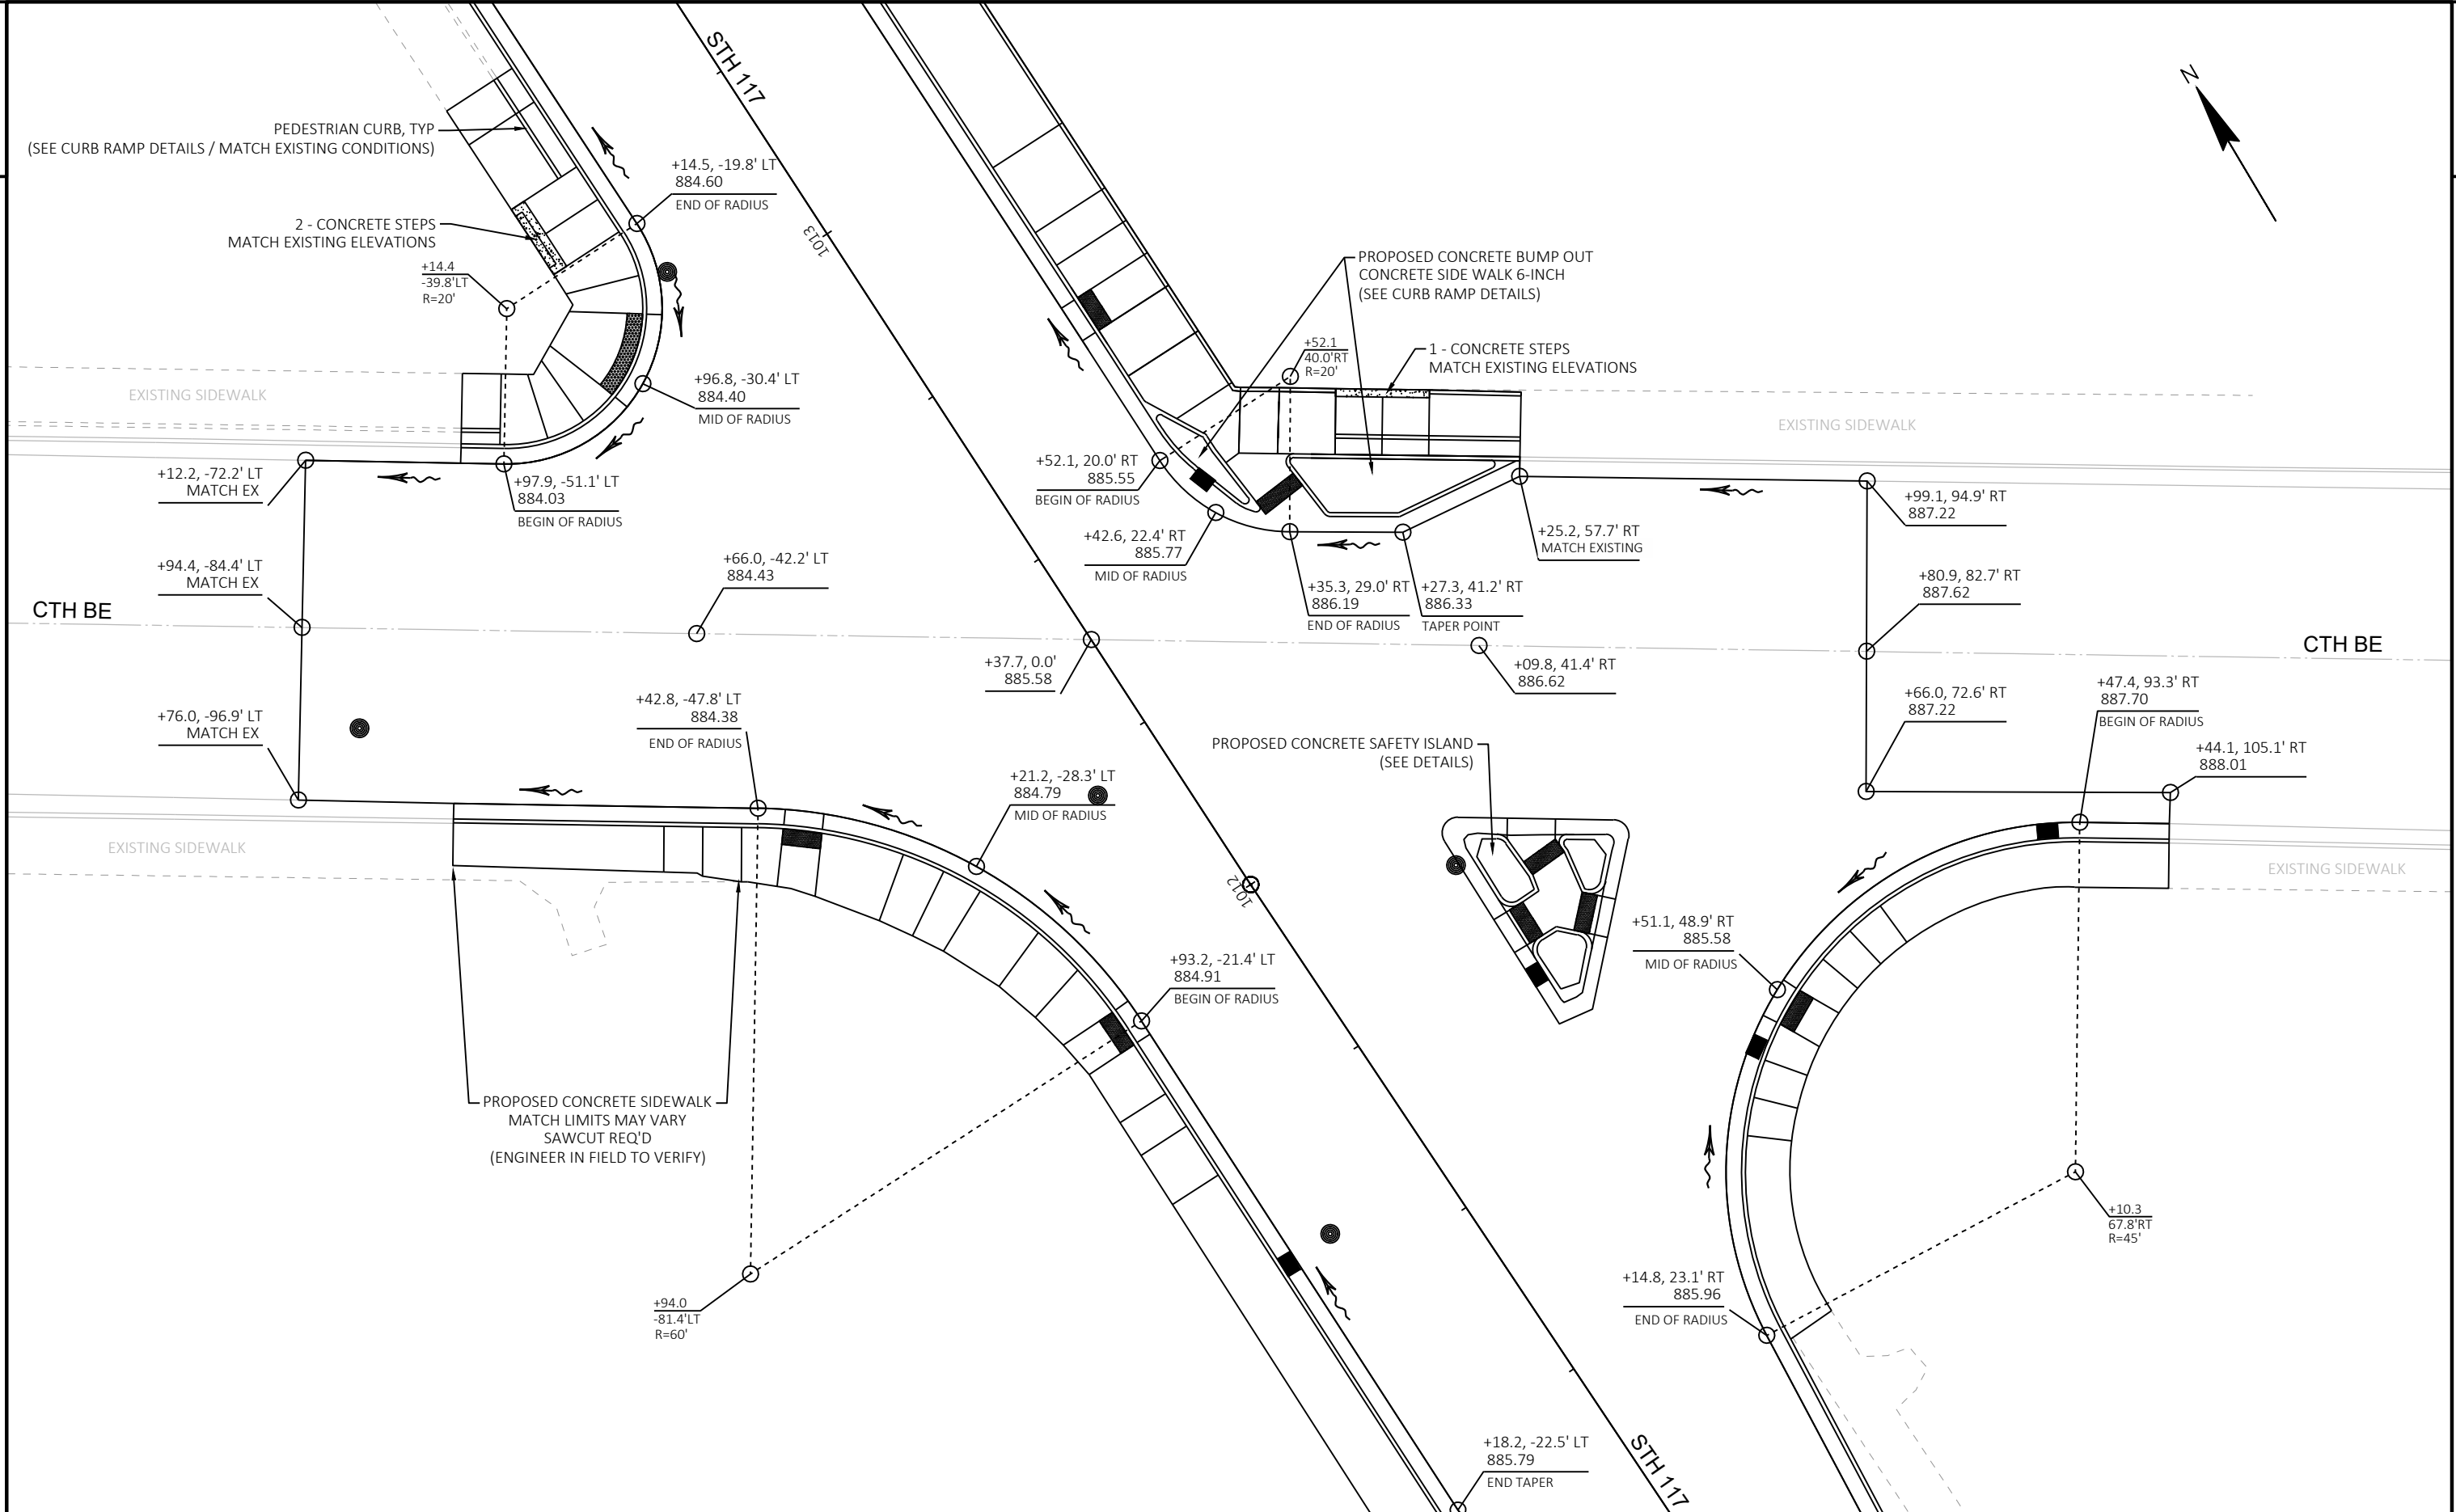 STH 117
N
PEDESTRIAN CURB, TYP
(SEE CURB RAMP DETAILS / MATCH EXISTING CONDITIONS)
+14.5, -19.8' LT
884.60
END OF RADIUS
2 - CONCRETE STEPS
MATCH EXISTING ELEVATIONS
1013
+14.4
-39.8'LT
R=20'
PROPOSED CONCRETE BUMP OUT
CONCRETE SIDE WALK 6-INCH
(SEE CURB RAMP DETAILS)
+52.1
40.0'RT
R=20'
1 - CONCRETE STEPS
MATCH EXISTING ELEVATIONS
EXISTING SIDEWALK
+96.8, -30.4' LT
884.40
MID OF RADIUS
EXISTING SIDEWALK
+12.2, -72.2' LT
MATCH EX
+97.9, -51.1' LT
884.03
BEGIN OF RADIUS
+52.1, 20.0' RT
885.55
BEGIN OF RADIUS
+99.1, 94.9' RT
887.22
+42.6, 22.4' RT
885.77
MID OF RADIUS
+25.2, 57.7' RT
MATCH EXISTING
+94.4, -84.4' LT
MATCH EX
+66.0, -42.2' LT
884.43
+35.3, 29.0' RT
886.19
END OF RADIUS
+27.3, 41.2' RT
886.33
TAPER POINT
+80.9, 82.7' RT
887.62
CTH BE
CTH BE
+37.7, 0.0'
885.58
+09.8, 41.4' RT
886.62
+76.0, -96.9' LT
MATCH EX
+42.8, -47.8' LT
884.38
END OF RADIUS
+66.0, 72.6' RT
887.22
+47.4, 93.3' RT
887.70
BEGIN OF RADIUS
PROPOSED CONCRETE SAFETY ISLAND
(SEE DETAILS)
+44.1, 105.1' RT
888.01
+21.2, -28.3' LT
884.79
MID OF RADIUS
EXISTING SIDEWALK
EXISTING SIDEWALK
1012
+51.1, 48.9' RT
885.58
MID OF RADIUS
+93.2, -21.4' LT
884.91
BEGIN OF RADIUS
PROPOSED CONCRETE SIDEWALK
MATCH LIMITS MAY VARY
SAWCUT REQ'D
(ENGINEER IN FIELD TO VERIFY)
+10.3
67.8'RT
R=45'
+14.8, 23.1' RT
885.96
END OF RADIUS
+94.0
-81.4'LT
R=60'
+18.2, -22.5' LT
885.79
END TAPER
STH 117